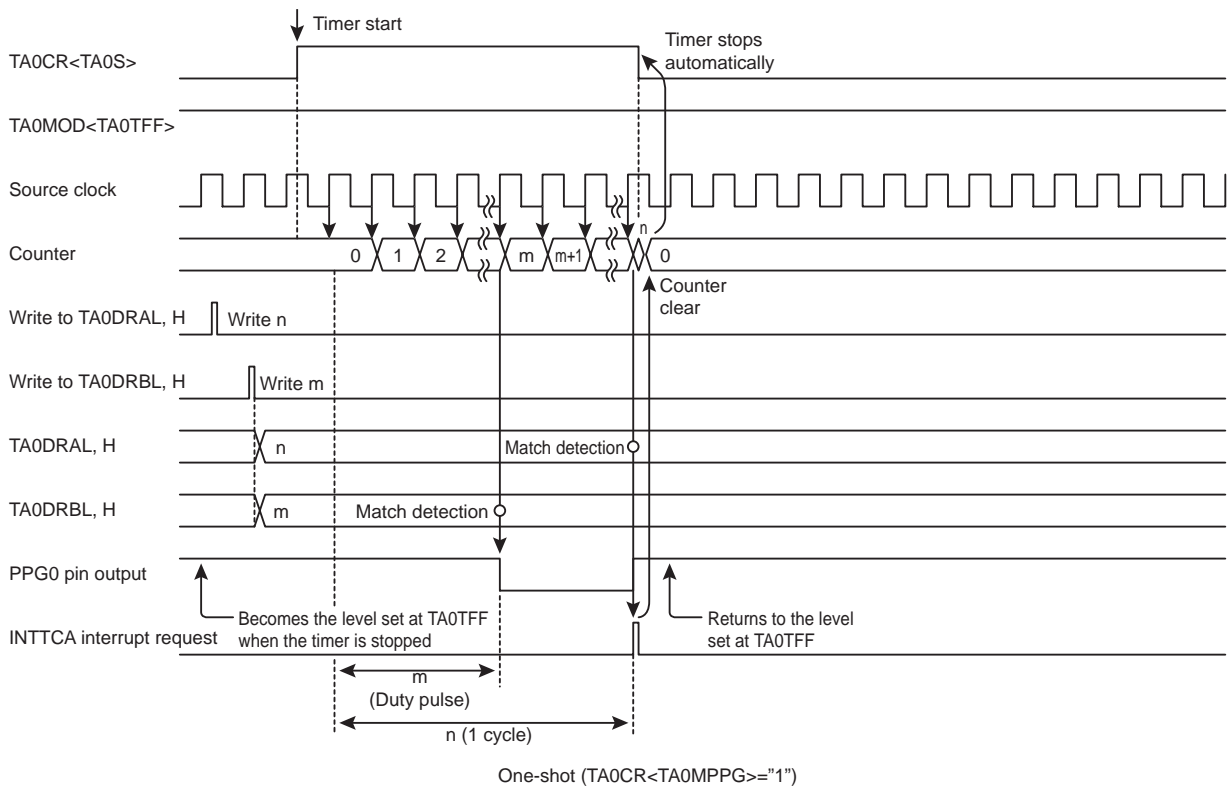 Timer start
TA0CR<TA0S>
Timer stops
automatically
TA0MOD<TA0TFF>
Source clock
n
Counter
0 1 2 m m+1 0
Counter
clear
Write to TA0DRAL, H
Write n
Write to TA0DRBL, H
Write m
TA0DRAL, H
n
Match detection
TA0DRBL, H
m
Match detection
PPG0 pin output
Becomes the level set at TA0TFF
when the timer is stopped
Returns to the level
set at TA0TFF
INTTCA interrupt request
m
(Duty pulse)
n (1 cycle)
One-shot (TA0CR<TA0MPPG>=”1”)